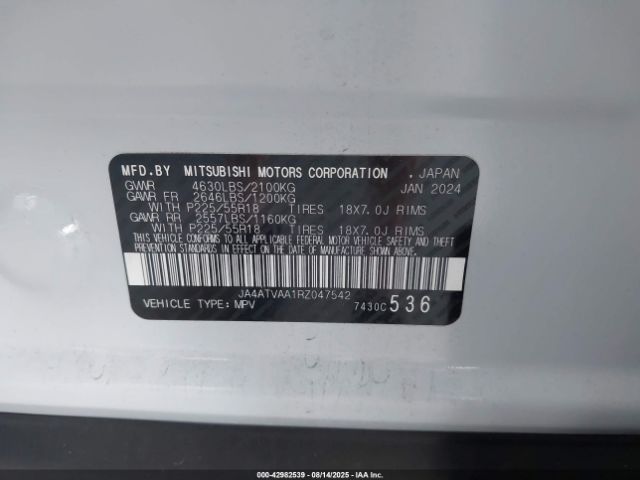 MFD.BY MITSUBISHI MOTORS CORPORATION . JAPAN
GVWR 4630LBS/2100KG JAN 2024
GAWR FR 2646LBS/1200KG
WITH P225/55R18 TIRES 18X7.0J RIMS
GAWR RR 2557LBS/1160KG
WITH P225/55R18 TIRES 18X7.0J RIMS
THIS VEHICLE CONFORMS TO ALL APPLICABLE FEDERAL MOTOR VEHICLE SAFETY AND THEFT
PREVENTION STANDARDS IN EFFECT ON THE DATE OF MANUFACTURE SHOWN ABOVE.
JA4ATVAA1RZ047542
VEHICLE TYPE: MPV 7430C536
000-42982539 08/14/2025 Copyright IAA, LLC